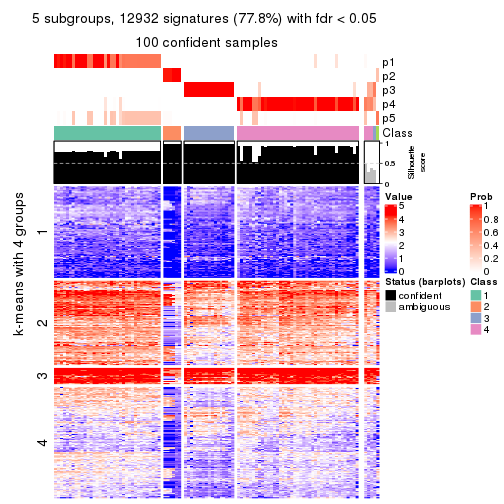 5 subgroups, 12932 signatures (77.8%) with fdr < 0.05
100 confident samples
p1
p2
p3
p4
p5
Class
1
0.5
0
Silhouette
score
k-means with 4 groups
1
2
3
4
Value
5
4
3
2
1
0
Prob
1
0.8
0.6
0.4
0.2
0
Status (barplots)
confident
ambiguous
Class
1
2
3
4